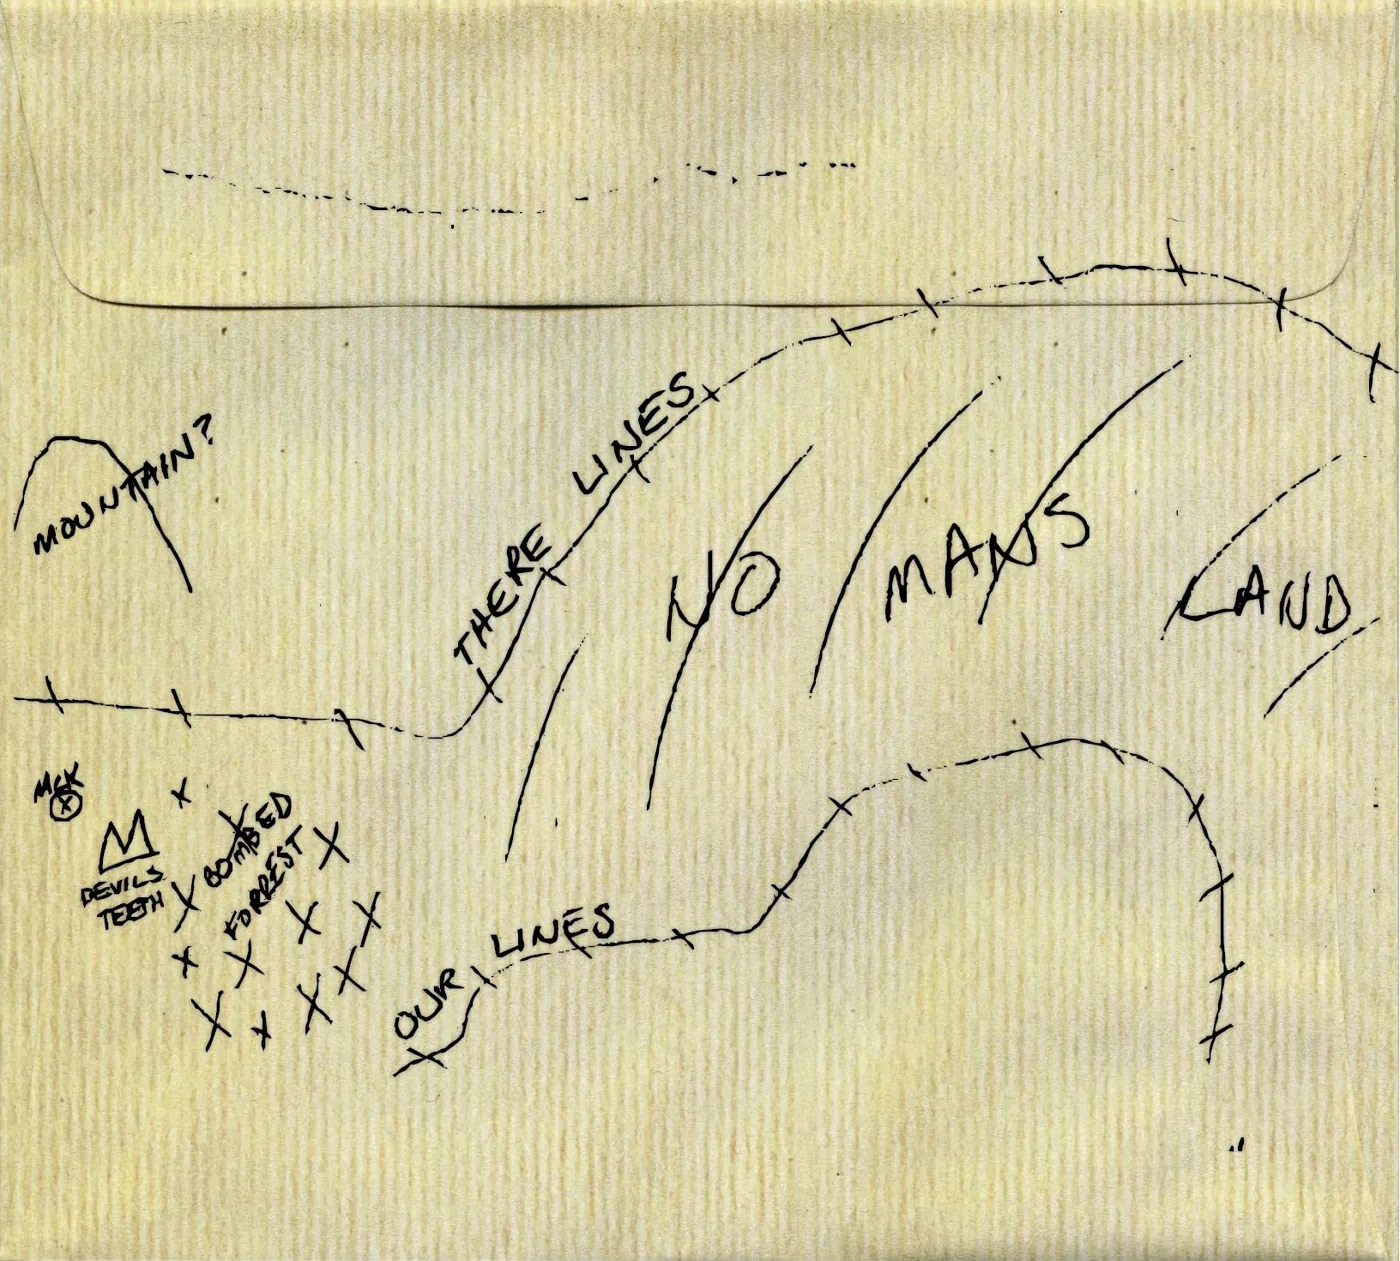 MOUNTAIN?
THERE LINES
NO MANS LAND
MCK
DEVILS
TEETH
BOMBED
FORREST
OUR LINES